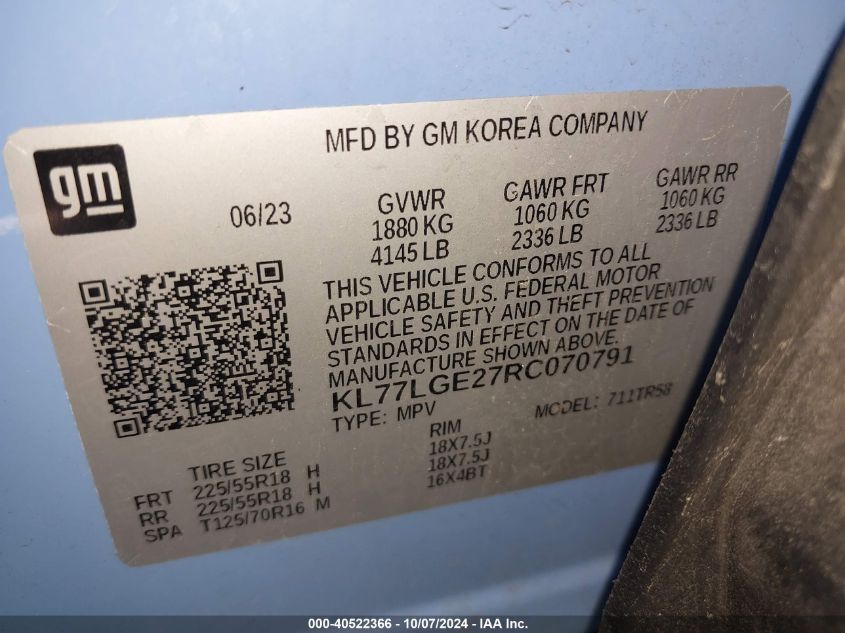 MFD BY GM KOREA COMPANY
gm
06/23
GVWR GAWR FRT GAWR RR
1880 KG 1060 KG 1060 KG
4145 LB 2336 LB 2336 LB
THIS VEHICLE CONFORMS TO ALL
APPLICABLE U.S. FEDERAL MOTOR
VEHICLE SAFETY AND THEFT PREVENTION
STANDARDS IN EFFECT ON THE DATE OF
MANUFACTURE SHOWN ABOVE.
KL77LGE27RC070791
TYPE: MPV MODEL: 711TR58
TIRE SIZE RIM
FRT 225/55R18 H 18X7.5J
RR 225/55R18 H 18X7.5J
SPA T125/70R16 M 16X4BT
000-40522366 - 10/07/2024 - IAA Inc.